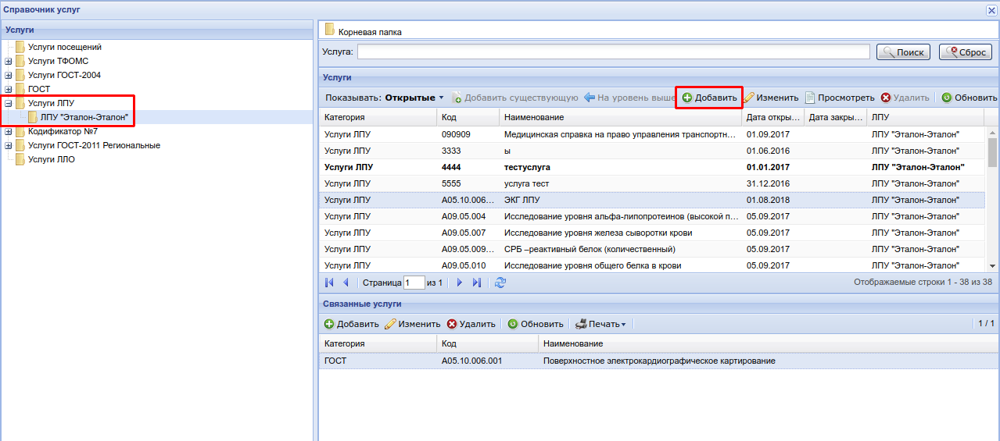 Справочник услуг
Услуги
Услуги посещений
Услуги ТФОМС
Услуги ГОСТ-2004
ГОСТ
Услуги ЛПУ
ЛПУ "Эталон-Эталон"
Кодификатор №7
Услуги ГОСТ-2011 Региональные
Услуги ЛЛО
Корневая папка
Услуга: Поиск Сброс
Услуги
Показывать: Открытые Добавить существующую На уровень выше Добавить Изменить Просмотреть Удалить Обновить
Категория Код Наименование Дата откры... Дата закры... ЛПУ
Услуги ЛПУ 090909 Медицинская справка на право управления транспортн... 01.09.2017 ЛПУ "Эталон-Эталон"
Услуги ЛПУ 3333 ы 01.06.2016 ЛПУ "Эталон-Эталон"
Услуги ЛПУ 4444 тестуслуга 01.01.2017 ЛПУ "Эталон-Эталон"
Услуги ЛПУ 5555 услуга тест 31.12.2016 ЛПУ "Эталон-Эталон"
Услуги ЛПУ A05.10.006... ЭКГ ЛПУ 01.08.2018 ЛПУ "Эталон-Эталон"
Услуги ЛПУ A09.05.004 Исследование уровня альфа-липопротеинов (высокой п... 05.09.2017 ЛПУ "Эталон-Эталон"
Услуги ЛПУ A09.05.007 Исследование уровня железа сыворотки крови 05.09.2017 ЛПУ "Эталон-Эталон"
Услуги ЛПУ A09.05.009... СРБ –реактивный белок (количественный) 05.09.2017 ЛПУ "Эталон-Эталон"
Услуги ЛПУ A09.05.010 Исследование уровня общего белка в крови 05.09.2017 ЛПУ "Эталон-Эталон"
Страница 1 из 1 Отображаемые строки 1 - 38 из 38
Связанные услуги
Добавить Изменить Удалить Обновить Печать 1 / 1
Категория Код Наименование
ГОСТ A05.10.006.001 Поверхностное электрокардиографическое картирование